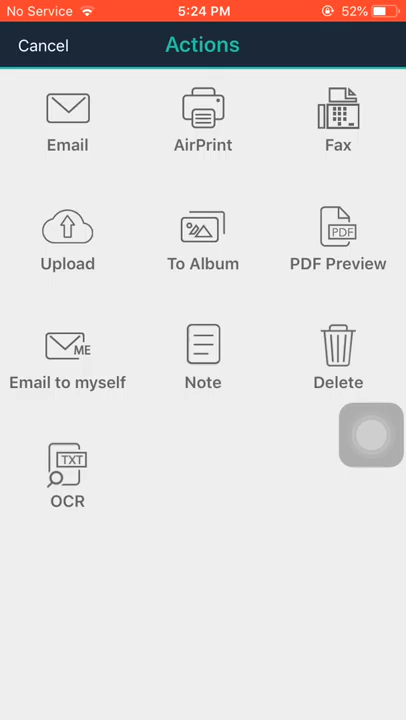 No Service 5:24 PM 52%
Cancel Actions
Email AirPrint Fax
PDF
Upload To Album PDF Preview
ME
Email to myself Note Delete
TXT
OCR